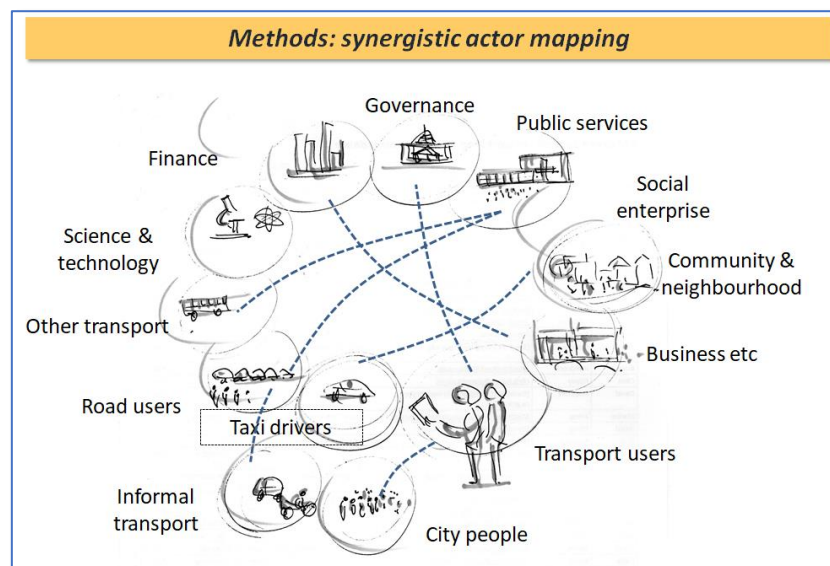 Methods: synergistic actor mapping
Governance
Public services
Finance
Social
enterprise
Science &
technology
Community &
neighbourhood
Other transport
Business etc
Road users
Taxi drivers
Transport users
Informal
transport
City people